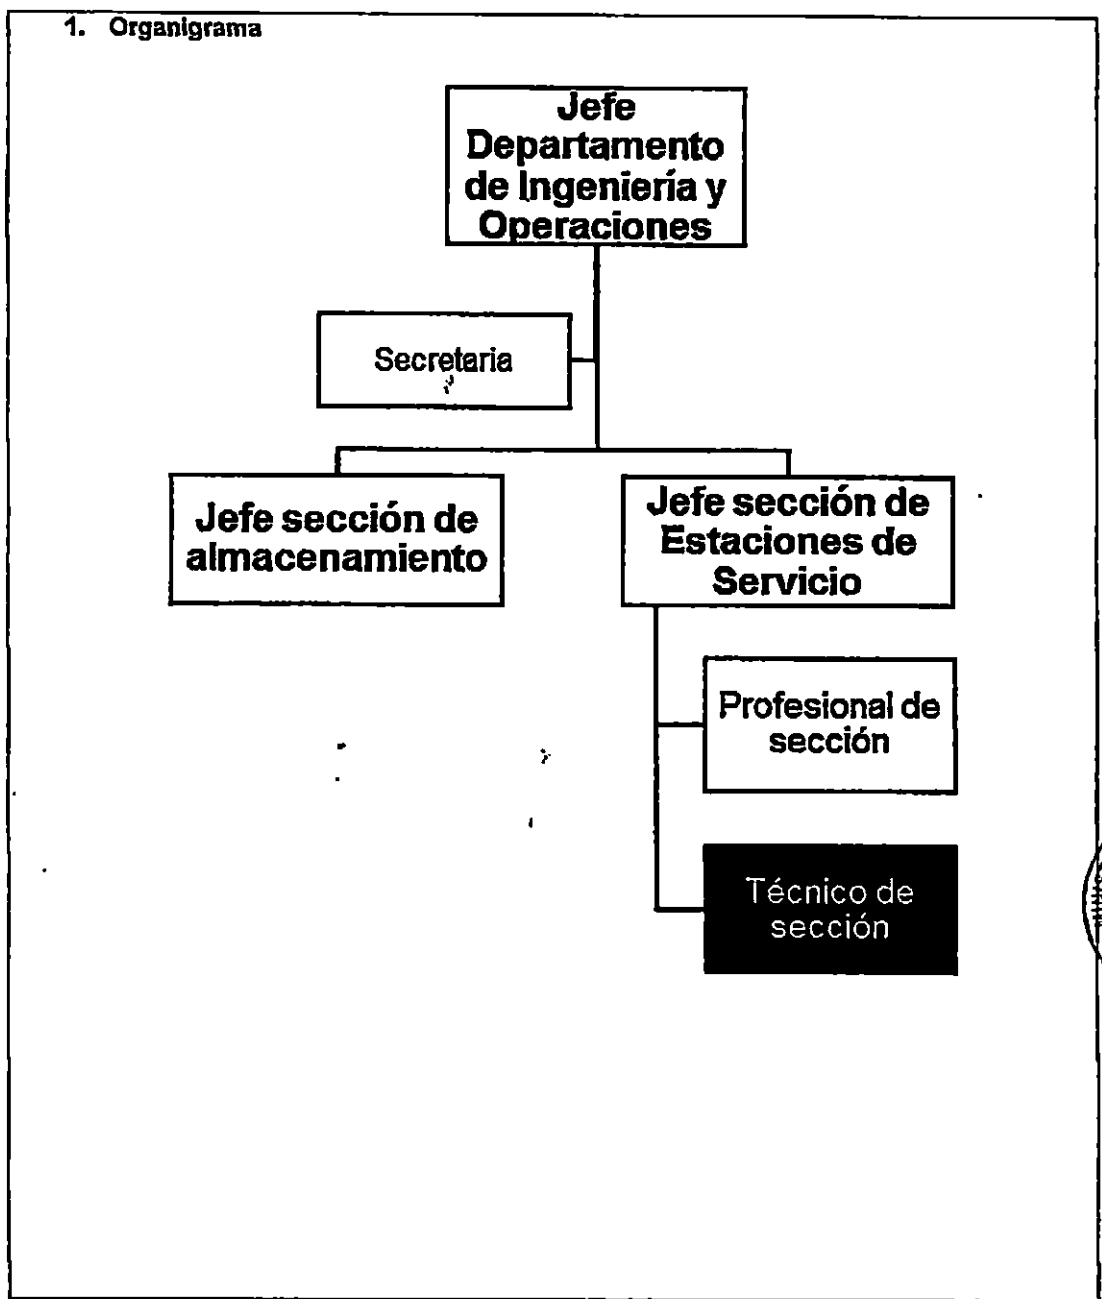 1. Organigrama
Jefe
Departamento
de Ingeniería y
Operaciones
Secretaria
Jefe sección de
almacenamiento
Jefe sección de
Estaciones de
Servicio
Profesional de
sección
Técnico de
sección